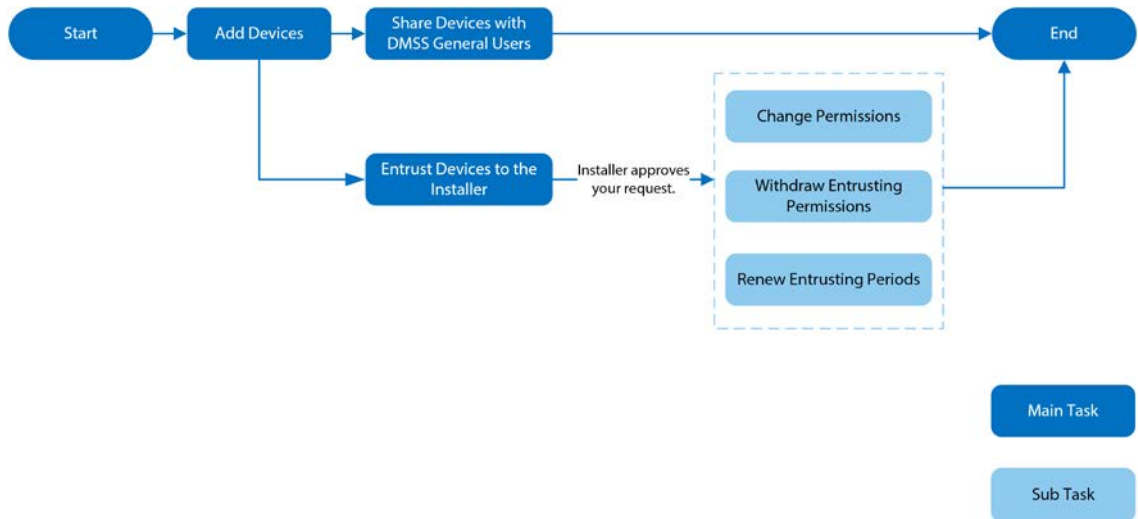 Start
Add Devices
Share Devices with
DMSS General Users
End
Change Permissions
Entrust Devices to the
Installer
Installer approves
your request.
Withdraw Entrusting
Permissions
Renew Entrusting Periods
Main Task
Sub Task